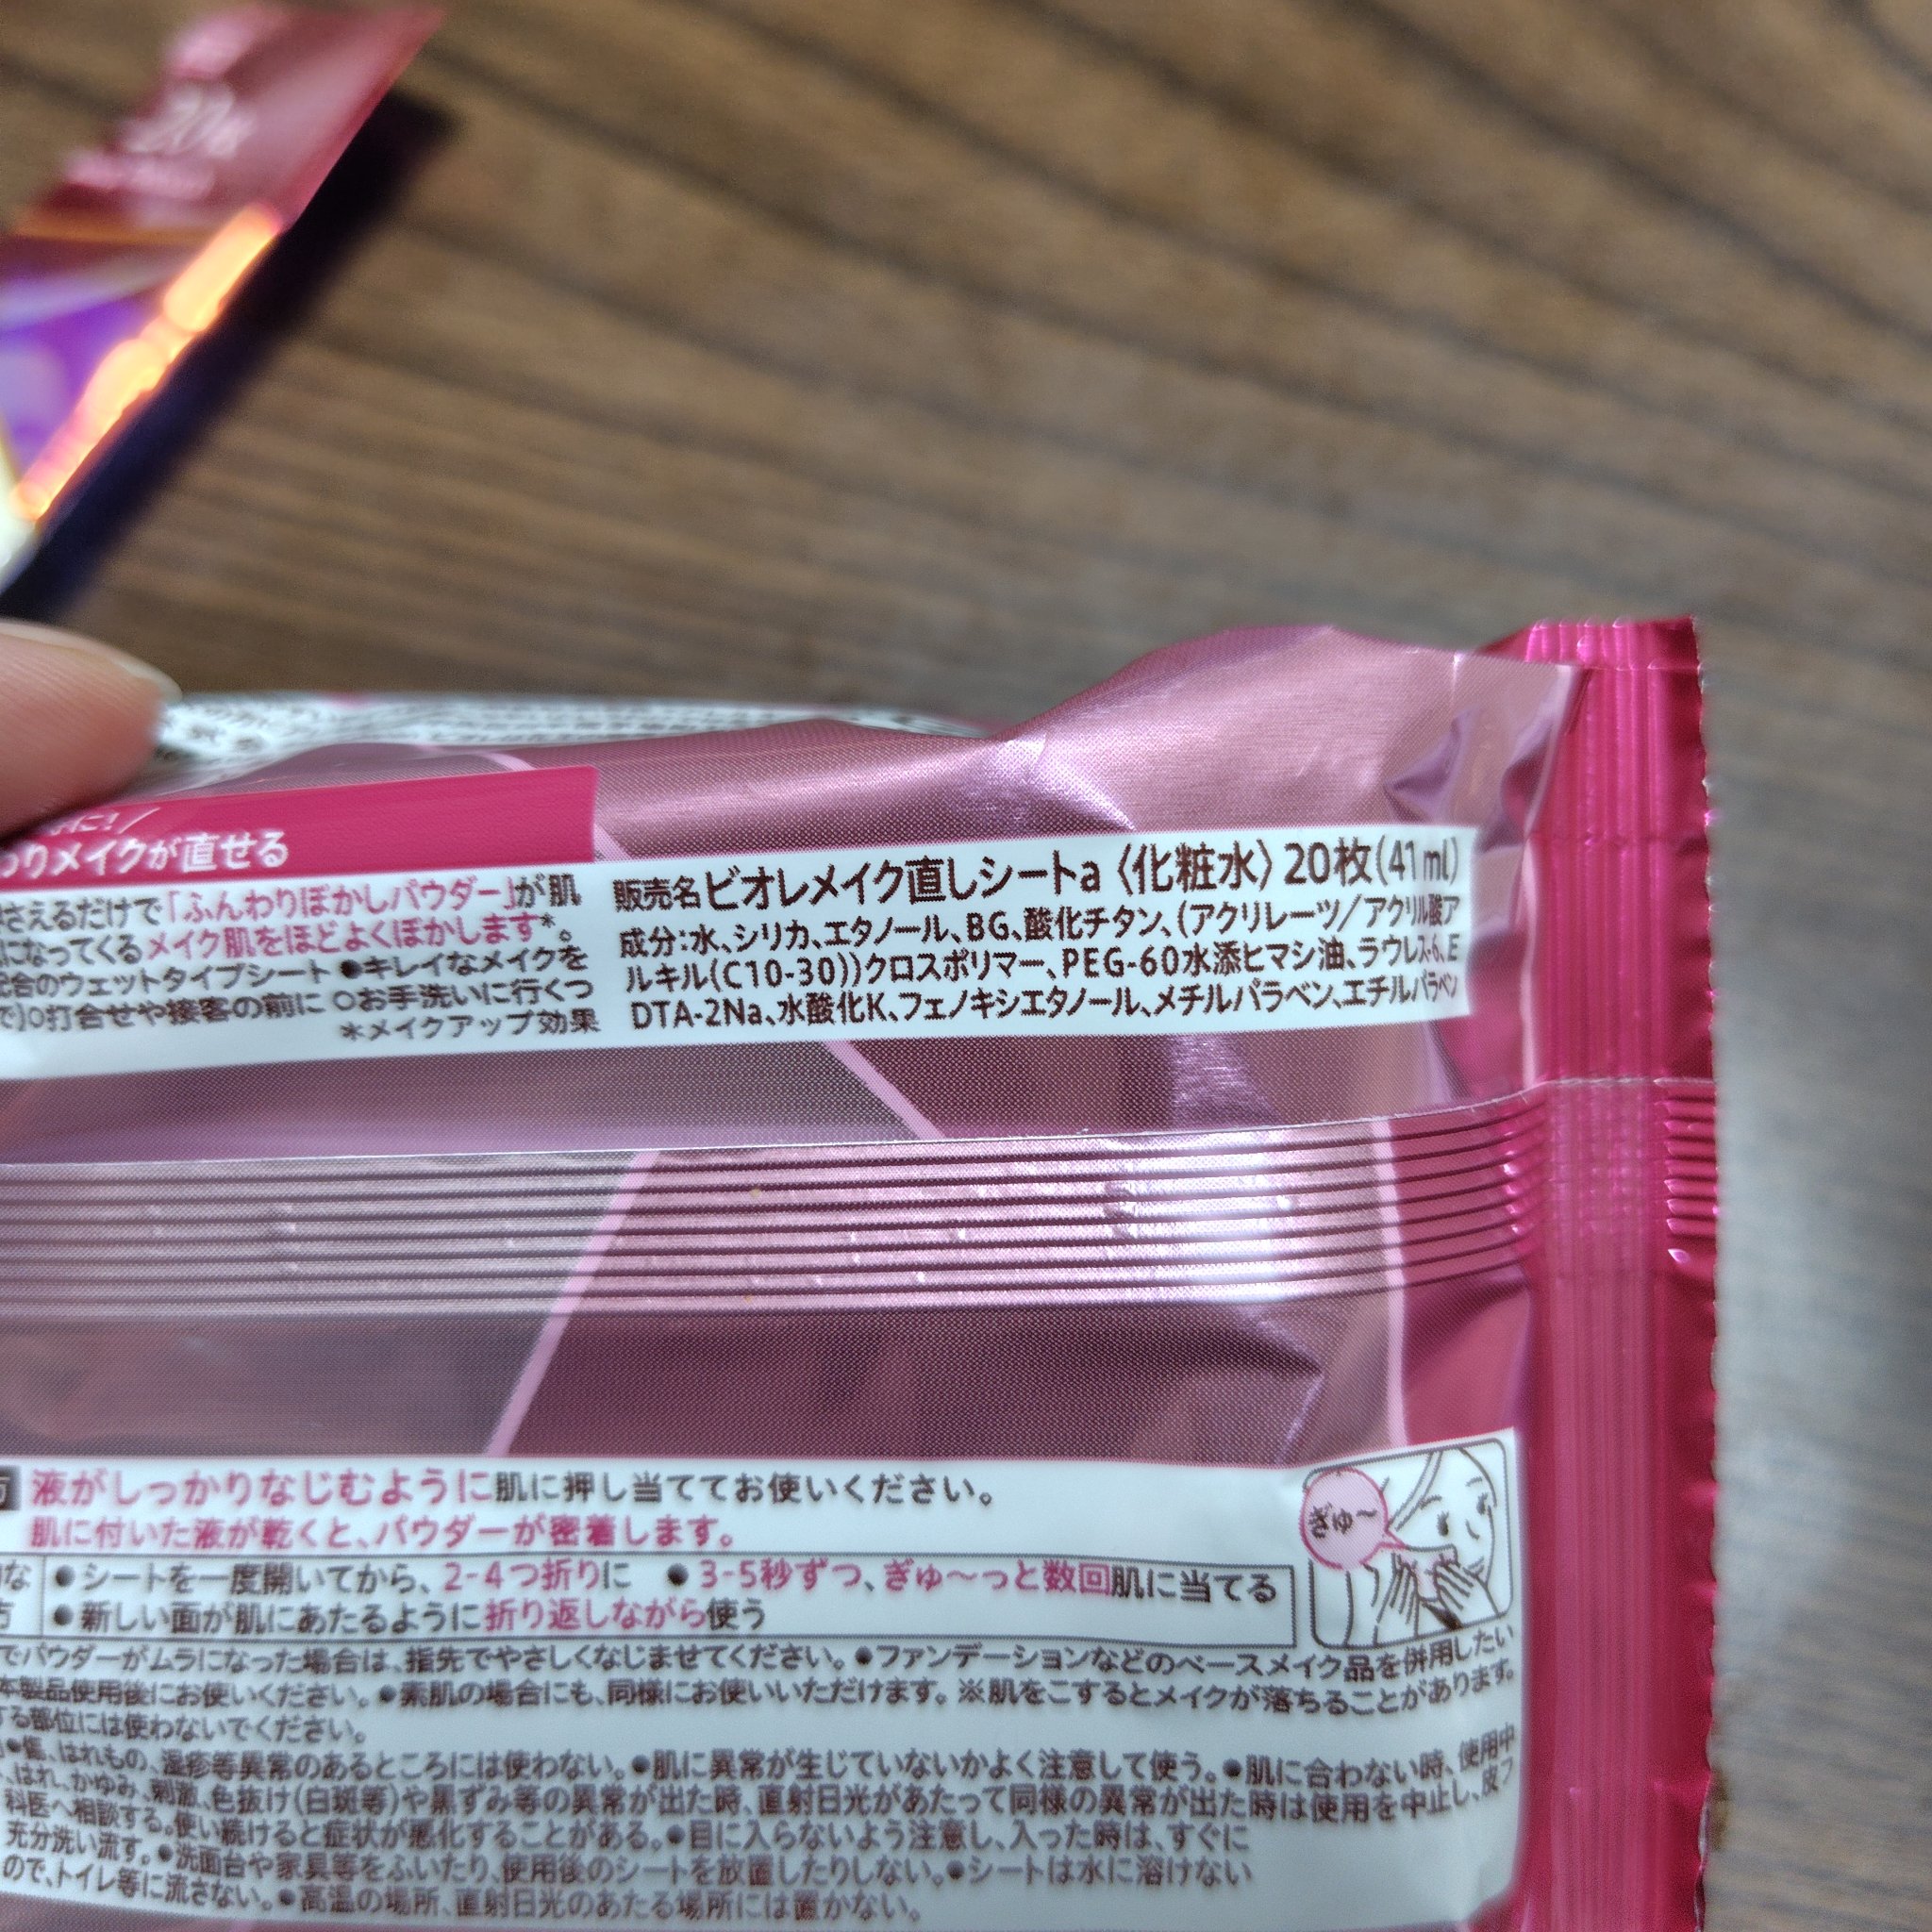 20枚
に!
わりメイクが直せる
さえるだけで「ふんわりぼかしパウダー」が肌
になってくるメイク肌をほどよくぼかします*。
配合のウェットタイプシート ●キレイなメイクを
で]○打合せや接客の前に ○お手洗いに行くつ
*メイクアップ効果
販売名ビオレメイク直しシートa〈化粧水〉20枚(41ml)
成分:水、シリカ、エタノール、BG、酸化チタン、(アクリレーツ/アクリル酸ア
ルキル(C10-30))クロスポリマー、PEG-60水添ヒマシ油、ラウレス-6、E
DTA-2Na、水酸化K、フェノキシエタノール、メチルパラベン、エチルパラベン
方 液がしっかりなじむように肌に押し当ててお使いください。
肌に付いた液が乾くと、パウダーが密着します。
ぎゅ〜
な ●シートを一度開いてから、2-4つ折りに ●3-5秒ずつ、ぎゅ〜っと数回肌に当てる
方 ●新しい面が肌にあたるように折り返しながら使う
でパウダーがムラになった場合は、指先でやさしくなじませてください。●ファンデーションなどのベースメイク品を併用したい
本製品使用後にお使いください。●素肌の場合にも、同様にお使いいただけます。※肌をこするとメイクが落ちることがあります。
する部位には使わないでください。
●傷、はれもの、湿疹等異常のあるところには使わない。●肌に異常が生じていないかよく注意して使う。●肌に合わない時、使用中
、はれ、かゆみ、刺激、色抜け(白斑等)や黒ずみ等の異常が出た時、直射日光があたって同様の異常が出た時は使用を中止し、皮フ
科医へ相談する。使い続けると症状が悪化することがある。●目に入らないよう注意し、入った時は、すぐに
充分洗い流す。●洗面台や家具等をふいたり、使用後のシートを放置したりしない。●シートは水に溶けない
ので、トイレ等に流さない。●高温の場所、直射日光のあたる場所には置かない。